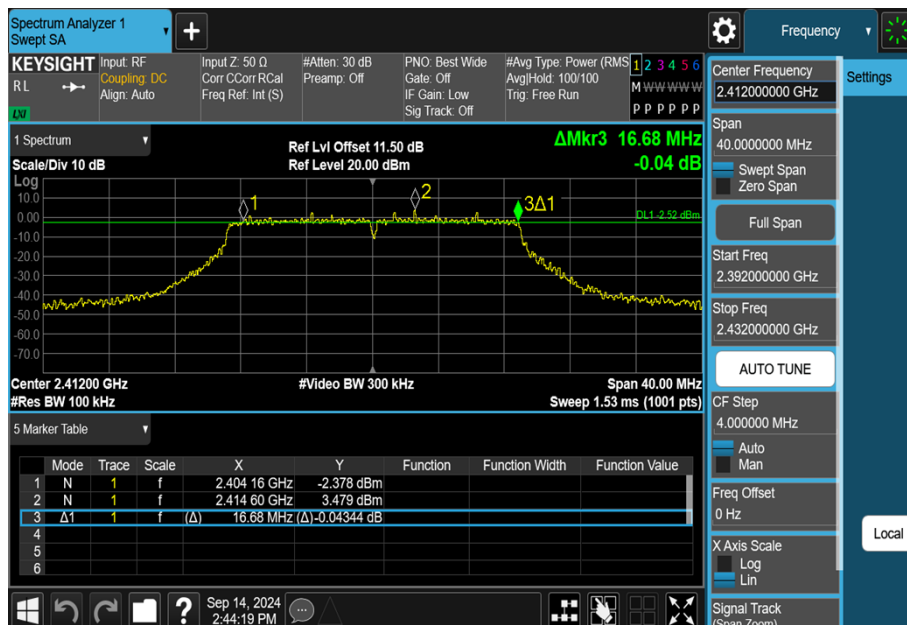 Spectrum Analyzer 1
Swept SA
+
Frequency
KEYSIGHT
RL
LXI
Input: RF
Coupling: DC
Align: Auto
Input Z: 50 Ω
Corr CCorr RCal
Freq Ref: Int (S)
#Atten: 30 dB
Preamp: Off
PNO: Best Wide
Gate: Off
IF Gain: Low
Sig Track: Off
#Avg Type: Power (RMS
Avg|Hold: 100/100
Trig: Free Run
1 2 3 4 5 6
M W W W W W
P P P P P P
1 Spectrum
Scale/Div 10 dB
Ref Lvl Offset 11.50 dB
Ref Level 20.00 dBm
ΔMkr3 16.68 MHz
-0.04 dB
Log
10.0
0.00
-10.0
-20.0
-30.0
-40.0
-50.0
-60.0
-70.0
1
2
3Δ1
DL1 -2.52 dBm
Center 2.41200 GHz
#Res BW 100 kHz
#Video BW 300 kHz
Span 40.00 MHz
Sweep 1.53 ms (1001 pts)
5 Marker Table
Mode Trace Scale X Y Function Function Width Function Value
1 N 1 f 2.404 16 GHz -2.378 dBm
2 N 1 f 2.414 60 GHz 3.479 dBm
3 Δ1 1 f (Δ) 16.68 MHz (Δ) -0.04344 dB
4
5
6
?
Sep 14, 2024
2:44:19 PM
Center Frequency
2.412000000 GHz
Span
40.0000000 MHz
Swept Span
Zero Span
Full Span
Start Freq
2.392000000 GHz
Stop Freq
2.432000000 GHz
AUTO TUNE
CF Step
4.000000 MHz
Auto
Man
Freq Offset
0 Hz
X Axis Scale
Log
Lin
Signal Track
(Span Zoom)
Settings
Local